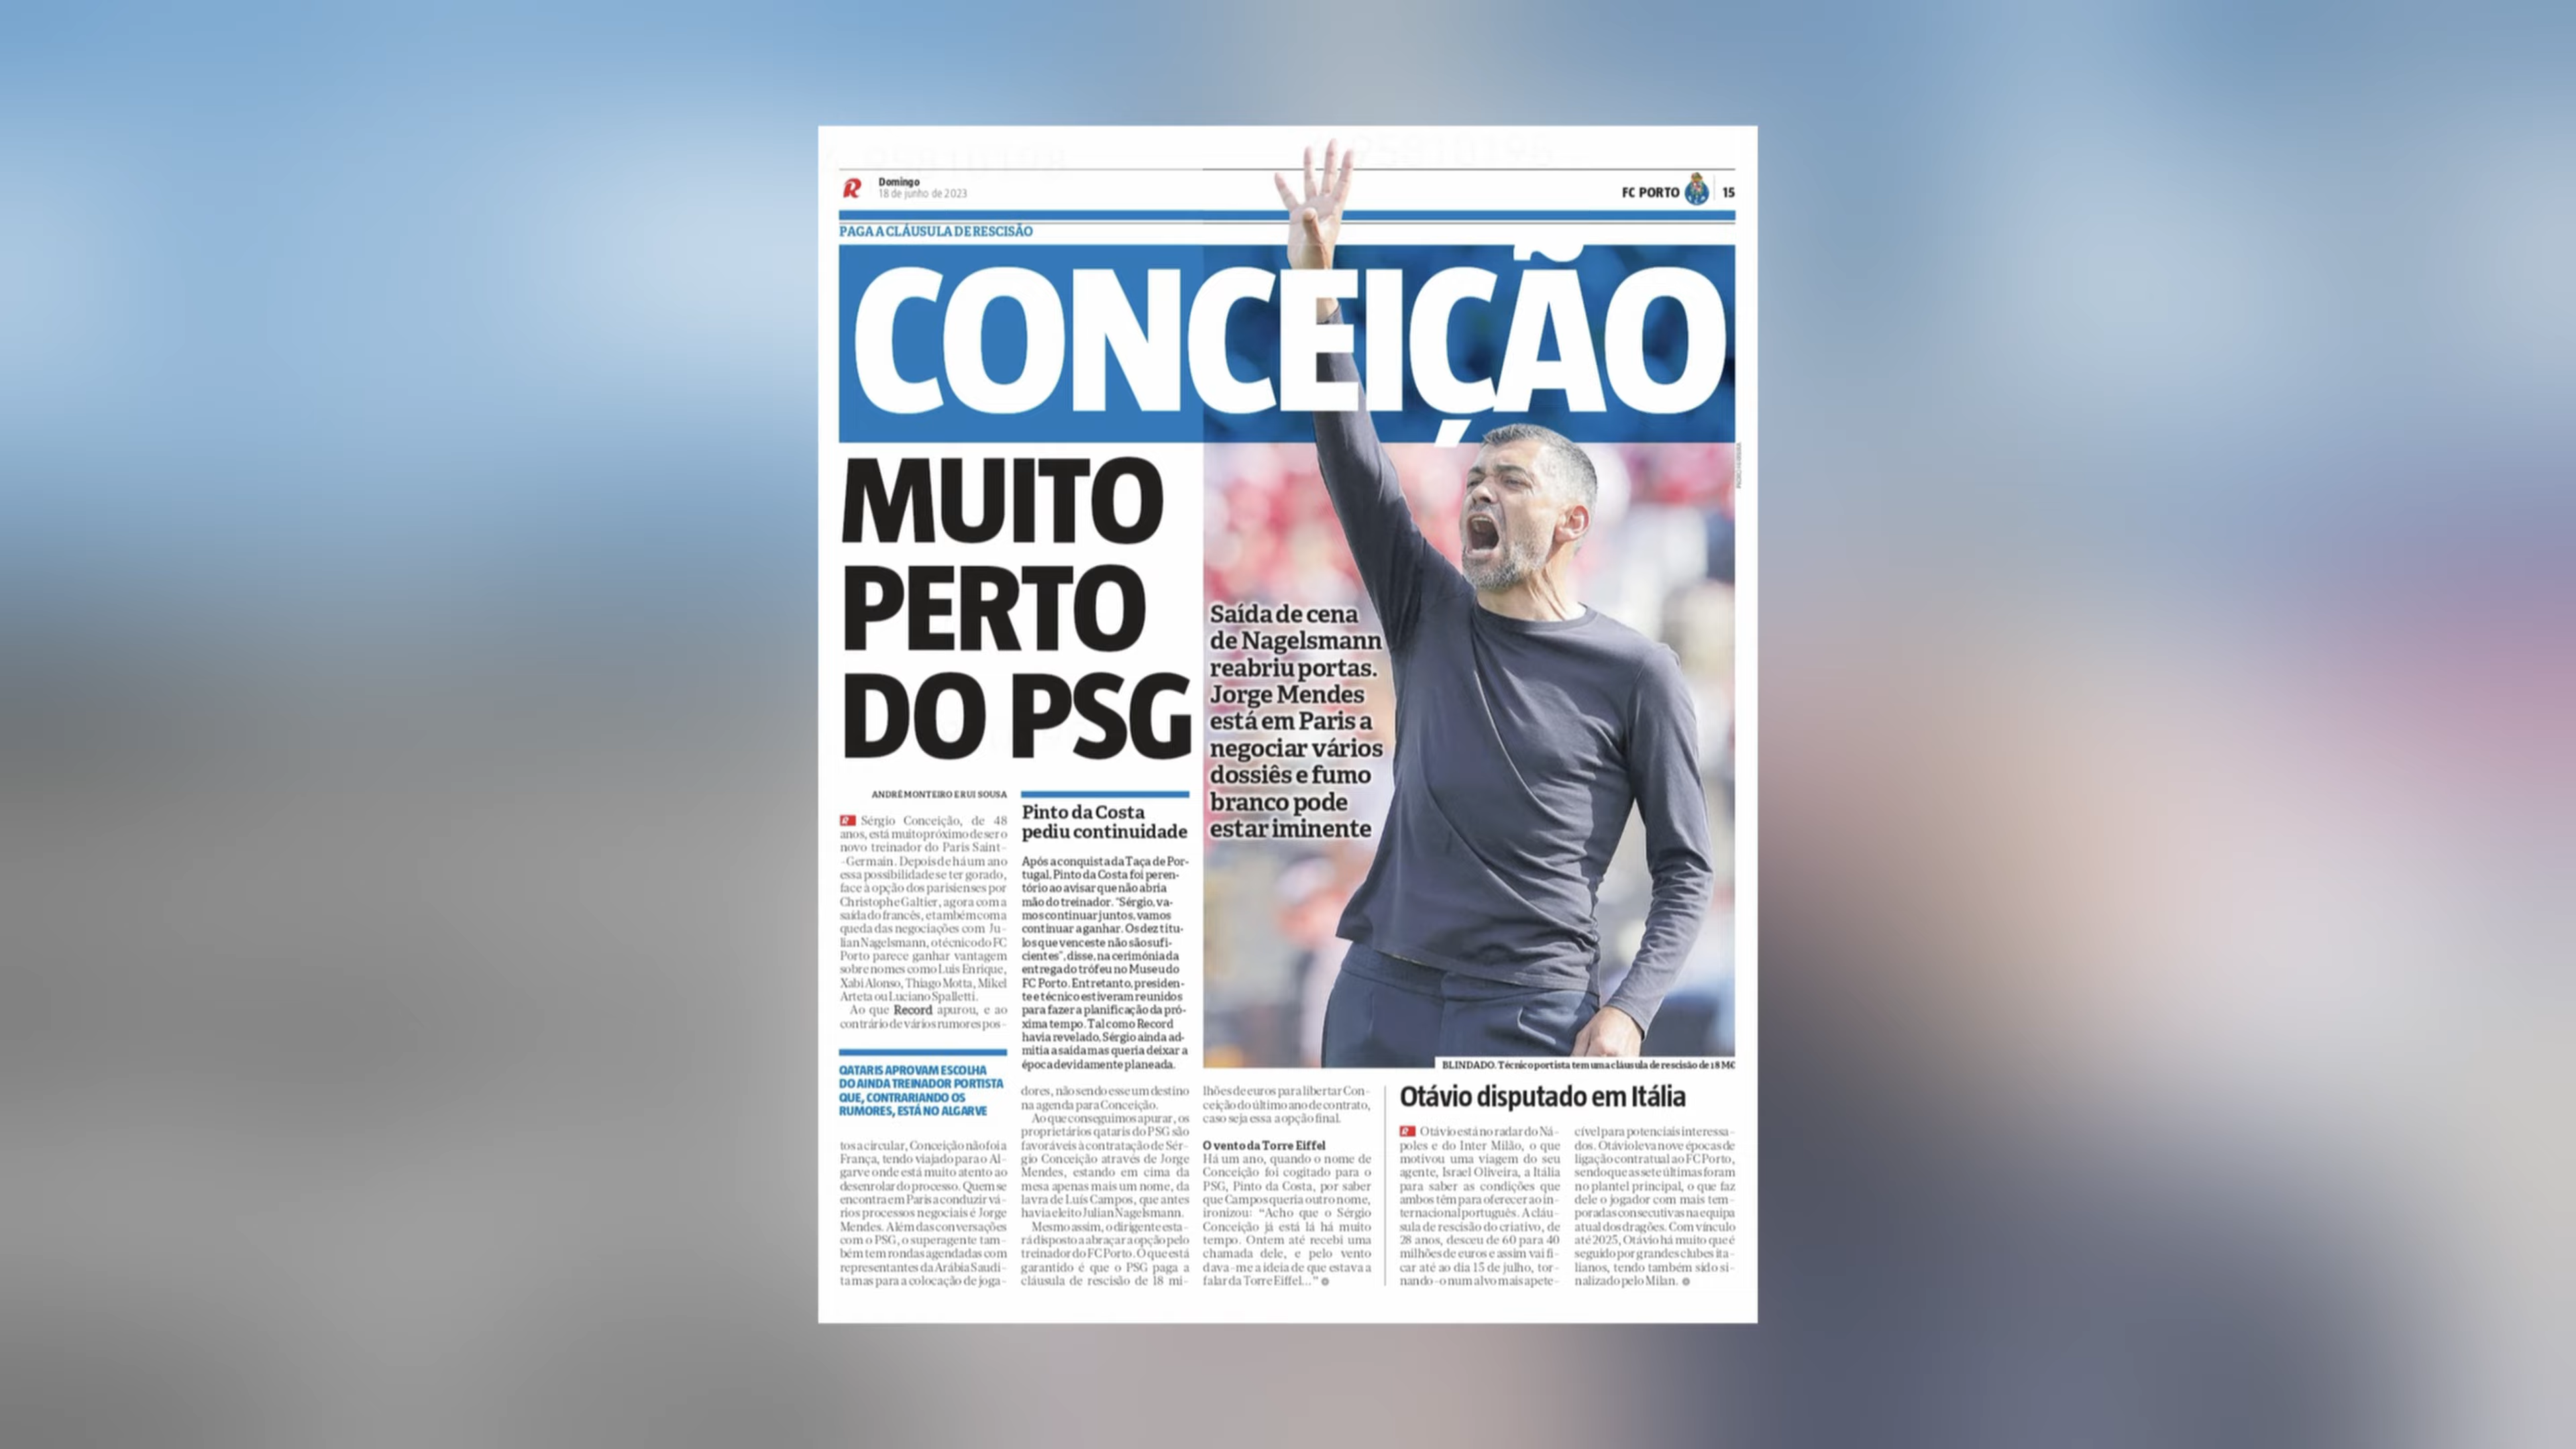 Domingo
18 de junho de 2023
FC PORTO 15
PAGA A CLÁUSULA DE RESCISÃO
CONCEIÇÃO
MUITO
PERTO
DO PSG
Saída de cena
de Nagelsmann
reabriu portas.
Jorge Mendes
está em Paris a
negociar vários
dossiês e fumo
branco pode
estar iminente
ANDRÉ MONTEIRO E RUI SOUSA
Sérgio Conceição, de 48
anos, está muito próximo de ser o
novo treinador do Paris Saint-
-Germain. Depois de há um ano
essa possibilidade se ter gorado,
face à opção dos parisienses por
Christophe Galtier, agora com a
saída do francês, e também com a
queda das negociações com Ju-
lian Nagelsmann, o técnico do FC
Porto parece ganhar vantagem
sobre nomes como Luis Enrique,
Xabi Alonso, Thiago Motta, Mikel
Arteta ou Luciano Spalletti.
Ao que Record apurou, e ao
contrário de vários rumores pos-
QATARIS APROVAM ESCOLHA
DO AINDA TREINADOR PORTISTA
QUE, CONTRARIANDO OS
RUMORES, ESTÁ NO ALGARVE
tos a circular, Conceição não foi a
França, tendo viajado para o Al-
garve onde está muito atento ao
desenrolar do processo. Quem se
encontra em Paris a conduzir vá-
rios processos negociais é Jorge
Mendes. Além das conversações
com o PSG, o superagente tam-
bém tem rondas agendadas com
representantes da Arábia Saudi-
ta mas para a colocação de joga-
Pinto da Costa
pediu continuidade
Após a conquista da Taça de Por-
tugal, Pinto da Costa foi peren-
tório ao avisar que não abria
mão do treinador. "Sérgio, va-
mos continuar juntos, vamos
continuar a ganhar. Os dez títu-
los que venceste não são sufi-
cientes", disse, na cerimónia da
entrega do troféu no Museu do
FC Porto. Entretanto, presiden-
te e técnico estiveram reunidos
para fazer a planificação da pró-
xima tempo. Tal como Record
havia revelado, Sérgio ainda ad-
mitia a saída mas queria deixar a
época devidamente planeada.
dores, não sendo esse um destino
na agenda para Conceição.
Ao que conseguimos apurar, os
proprietários qataris do PSG são
favoráveis à contratação de Sér-
gio Conceição através de Jorge
Mendes, estando em cima da
mesa apenas mais um nome, da
lavra de Luís Campos, que antes
havia eleito Julian Nagelsmann.
Mesmo assim, o dirigente esta-
rá disposto a abraçar a opção pelo
treinador do FC Porto. O que está
garantido é que o PSG paga a
cláusula de rescisão de 18 mi-
lhões de euros para libertar Con-
ceição do último ano de contrato,
caso seja essa a opção final.
O vento da Torre Eiffel
Há um ano, quando o nome de
Conceição foi cogitado para o
PSG, Pinto da Costa, por saber
que Campos queria outro nome,
ironizou: “Acho que o Sérgio
Conceição já está lá há muito
tempo. Ontem até recebi uma
chamada dele, e pelo vento
dava-me a ideia de que estava a
falar da Torre Eiffel...”
BLINDADO. Técnico portista tem uma cláusula de rescisão de 18 M€
Otávio disputado em Itália
Otávio está no radar do Ná-
poles e do Inter Milão, o que
motivou uma viagem do seu
agente, Israel Oliveira, a Itália
para saber as condições que
ambos têm para oferecer ao in-
ternacional português. A cláu-
sula de rescisão do criativo, de
28 anos, desceu de 60 para 40
milhões de euros e assim vai fi-
car até ao dia 15 de julho, tor-
nando-o num alvo mais apete-
cível para potenciais interessa-
dos. Otávio leva nove épocas de
ligação contratual ao FC Porto,
sendo que as sete últimas foram
no plantel principal, o que faz
dele o jogador com mais tem-
poradas consecutivas na equipa
atual dos dragões. Com vínculo
até 2025, Otávio há muito que é
seguido por grandes clubes ita-
lianos, tendo também sido si-
nalizado pelo Milan.